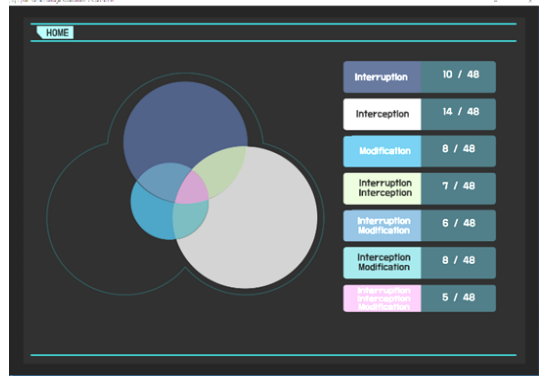 HOME
Interruption 10 / 48
Interception 14 / 48
Modification 8 / 48
Interruption
Interception 7 / 48
Interruption
Modification 6 / 48
Interception
Modification 8 / 48
Interruption
Interception
Modification 5 / 48